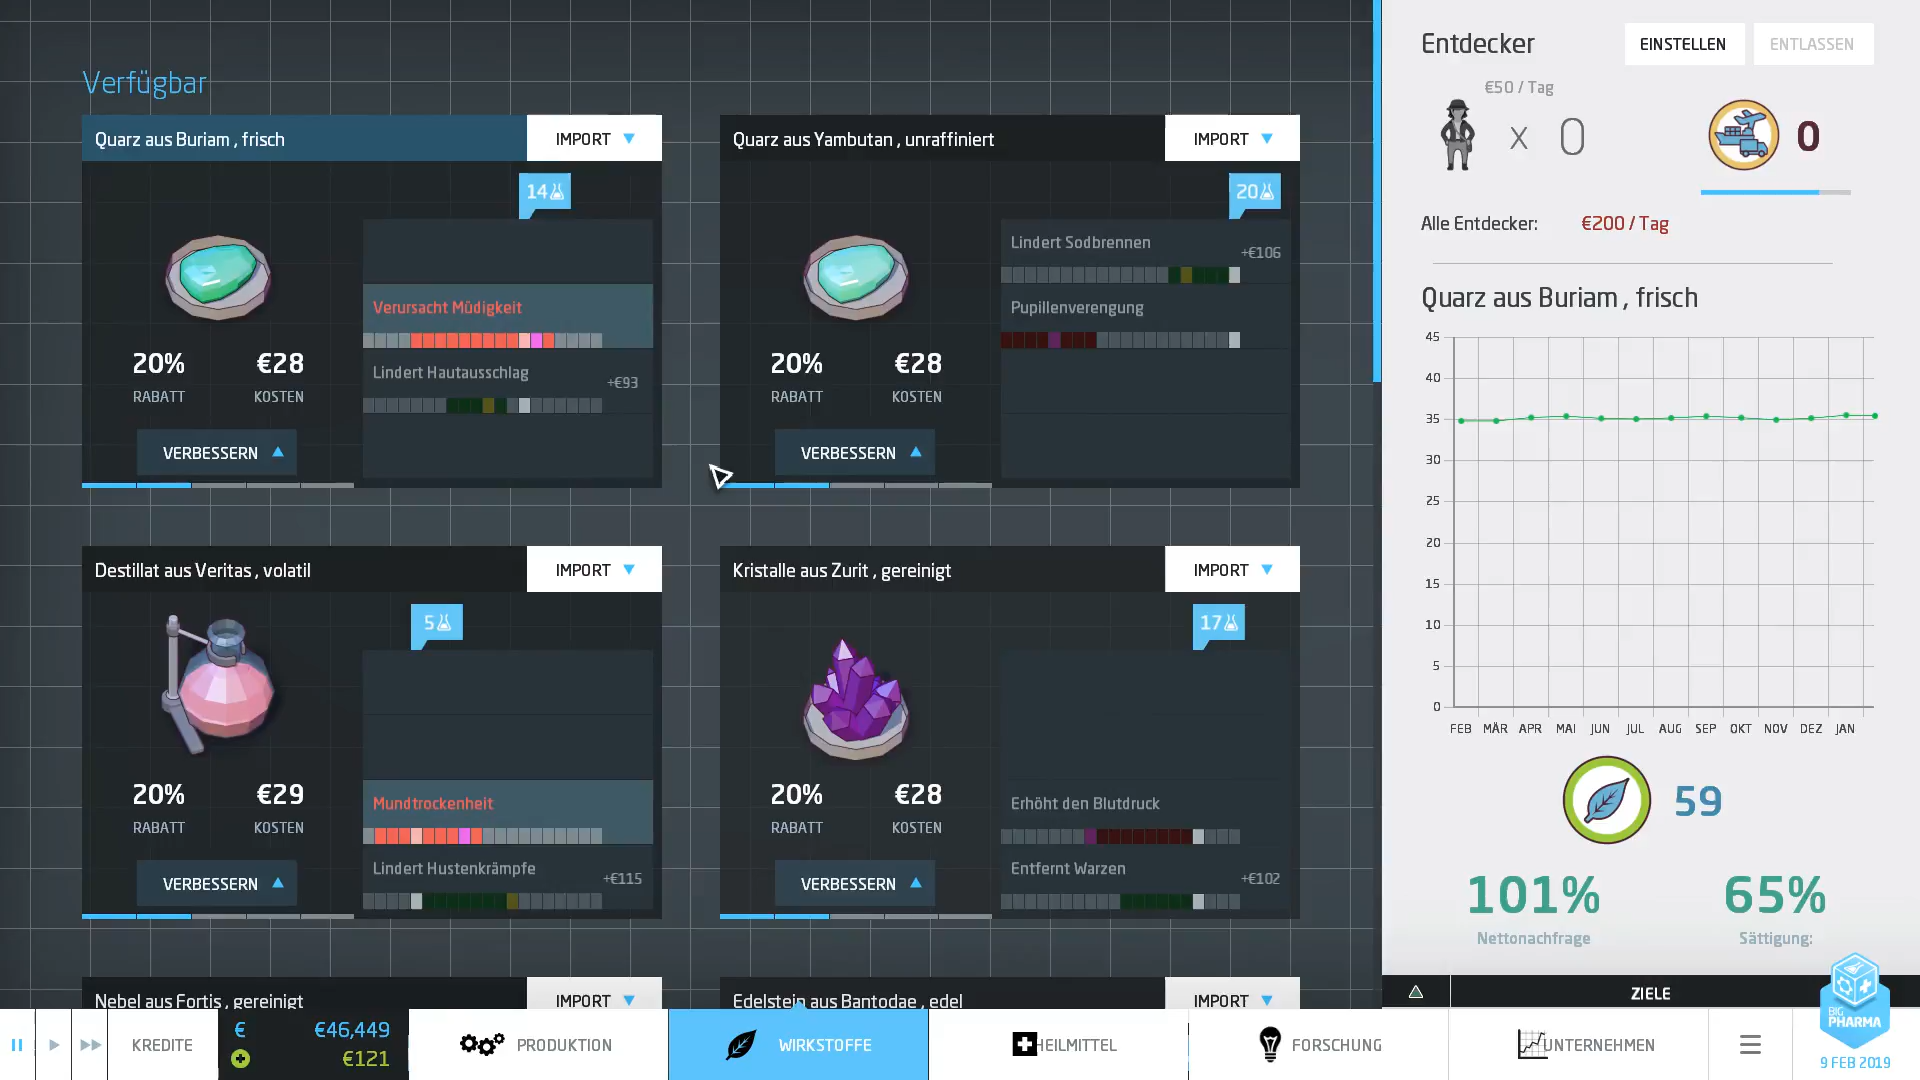 Verfügbar
Quarz aus Buriam , frisch
IMPORT
14
Verursacht Müdigkeit
Lindert Hautausschlag
+€93
20%
€28
RABATT
KOSTEN
VERBESSERN
Quarz aus Yambutan , unraffiniert
IMPORT
20
Lindert Sodbrennen
+€106
Pupillenverengung
20%
€28
RABATT
KOSTEN
VERBESSERN
Destillat aus Veritas , volatil
IMPORT
5
Mundtrockenheit
Lindert Hustenkrämpfe
+€115
20%
€29
RABATT
KOSTEN
VERBESSERN
Kristalle aus Zurit , gereinigt
IMPORT
17
Erhöht den Blutdruck
Entfernt Warzen
+€102
20%
€28
RABATT
KOSTEN
VERBESSERN
Nebel aus Fortis , gereinigt
IMPORT
Edelstein aus Bantodae , edel
IMPORT
Entdecker
EINSTELLEN
ENTLASSEN
€50 / Tag
X 0
0
Alle Entdecker: €200 / Tag
Quarz aus Buriam , frisch
45
40
35
30
25
20
15
10
5
0
FEB MÄR APR MAI JUN JUL AUG SEP OKT NOV DEZ JAN
59
101%
65%
Nettonachfrage
Sättigung:
ZIELE
KREDITE
€ €46,449
€121
PRODUKTION
WIRKSTOFFE
HEILMITTEL
FORSCHUNG
UNTERNEHMEN
BIG
PHARMA
9 FEB 2019